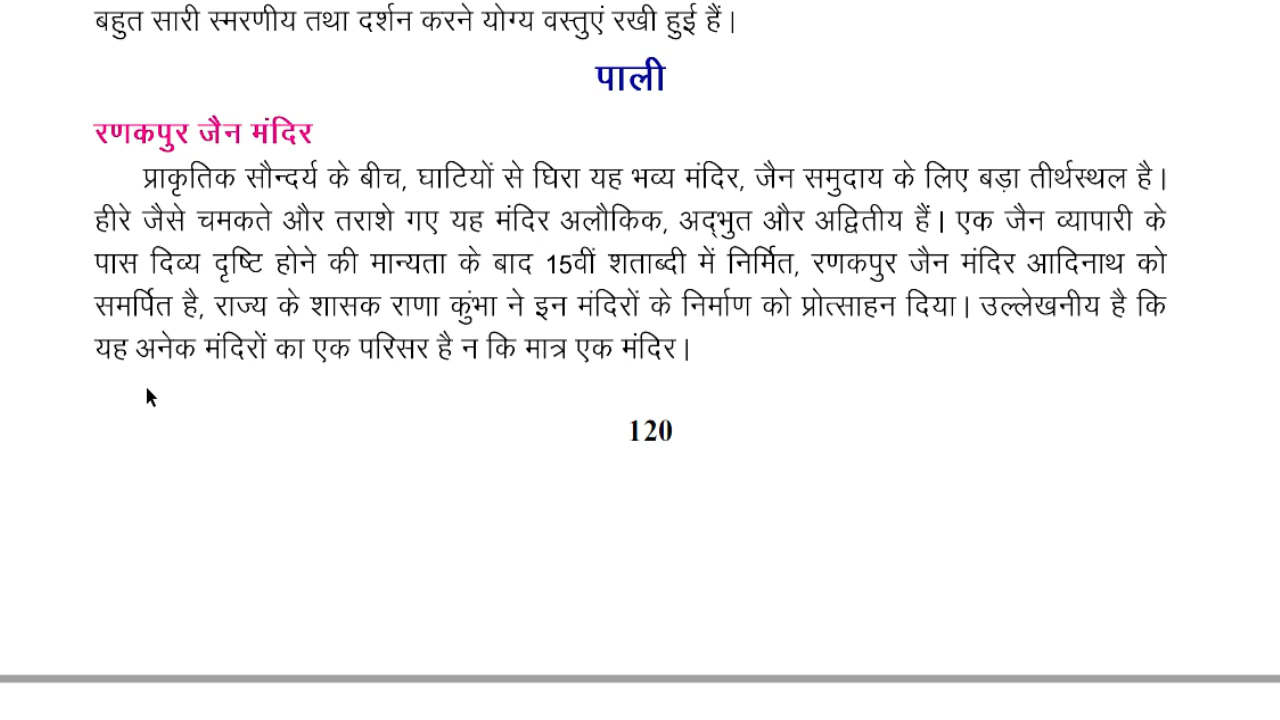 बहुत सारी स्मरणीय तथा दर्शन करने योग्य वस्तुएं रखी हुई हैं।
पाली
रणकपुर जैन मंदिर
प्राकृतिक सौन्दर्य के बीच, घाटियों से घिरा यह भव्य मंदिर, जैन समुदाय के लिए बड़ा तीर्थस्थल है।
हीरे जैसे चमकते और तराशे गए यह मंदिर अलौकिक, अद्भुत और अद्वितीय हैं। एक जैन व्यापारी के
पास दिव्य दृष्टि होने की मान्यता के बाद 15वीं शताब्दी में निर्मित, रणकपुर जैन मंदिर आदिनाथ को
समर्पित है, राज्य के शासक राणा कुंभा ने इन मंदिरों के निर्माण को प्रोत्साहन दिया। उल्लेखनीय है कि
यह अनेक मंदिरों का एक परिसर है न कि मात्र एक मंदिर।
120